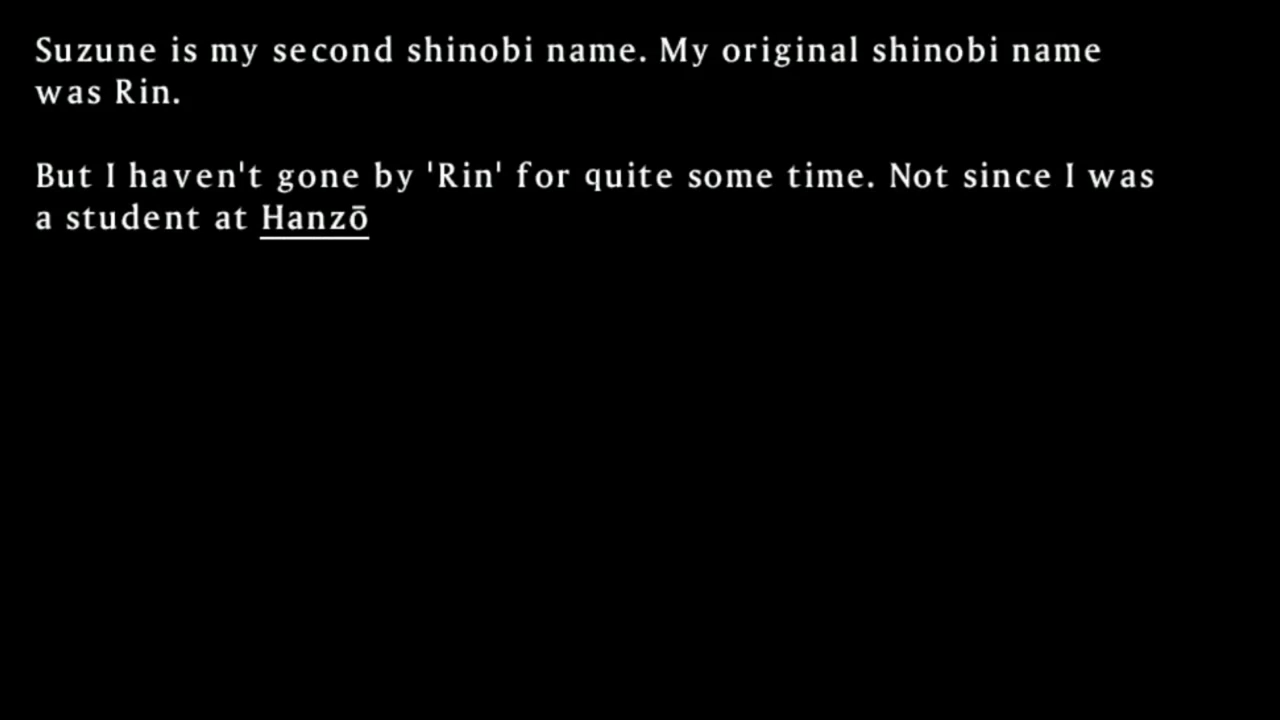 Suzune is my second shinobi name. My original shinobi name
was Rin.
But I haven't gone by 'Rin' for quite some time. Not since I was
a student at Hanzō